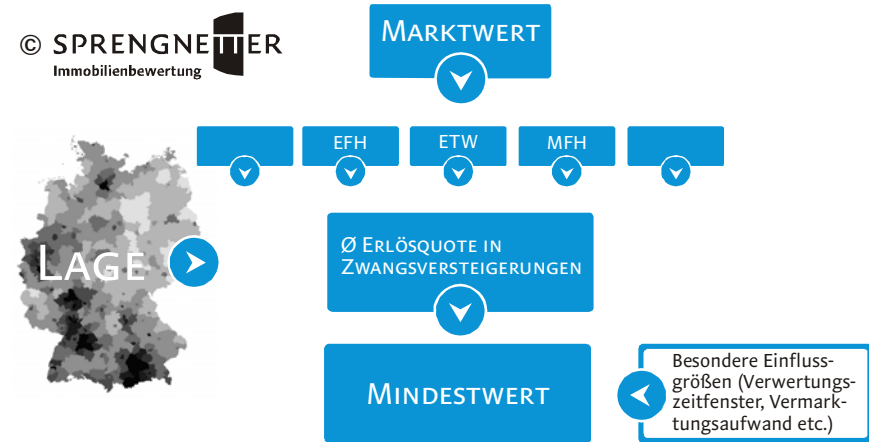 © SPRENGNETTER
Immobilienbewertung
MARKTWERT
EFH
ETW
MFH
LAGE
Ø ERLÖSQUOTE IN
ZWANGSVERSTEIGERUNGEN
MINDESTWERT
Besondere Einfluss-
größen (Verwertungs-
zeitfenster, Vermark-
tungsaufwand etc.)